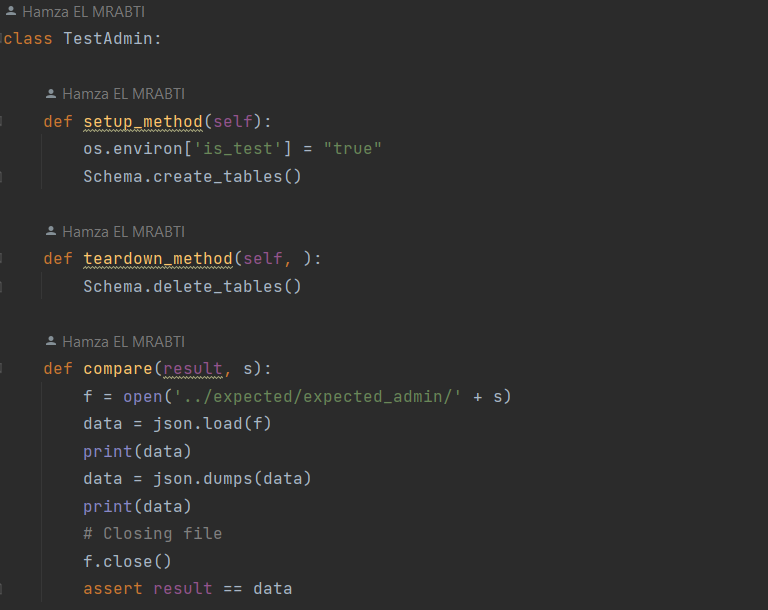 Hamza EL MRABTI
class TestAdmin:
Hamza EL MRABTI
def setup_method(self):
os.environ['is_test'] = "true"
Schema.create_tables()
Hamza EL MRABTI
def teardown_method(self, ):
Schema.delete_tables()
Hamza EL MRABTI
def compare(result, s):
f = open('../expected/expected_admin/' + s)
data = json.load(f)
print(data)
data = json.dumps(data)
print(data)
# Closing file
f.close()
assert result == data